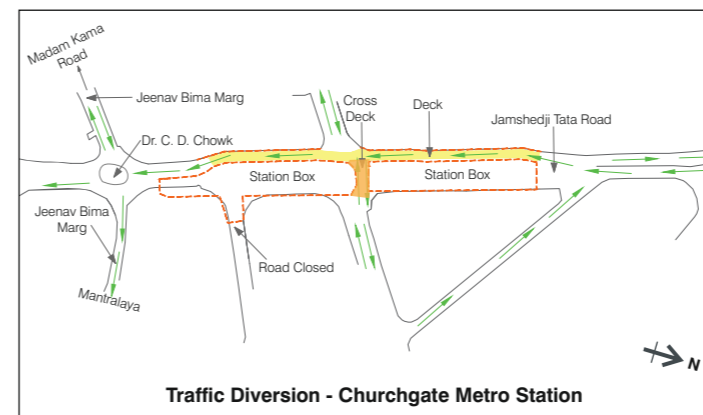 Madam Kama
Road
Jeenav Bima Marg
Cross
Deck
Deck
Jamshedji Tata Road
Dr. C. D. Chowk
Station Box
Station Box
Jeenav Bima
Marg
Road Closed
Mantralaya
N
Traffic Diversion - Churchgate Metro Station